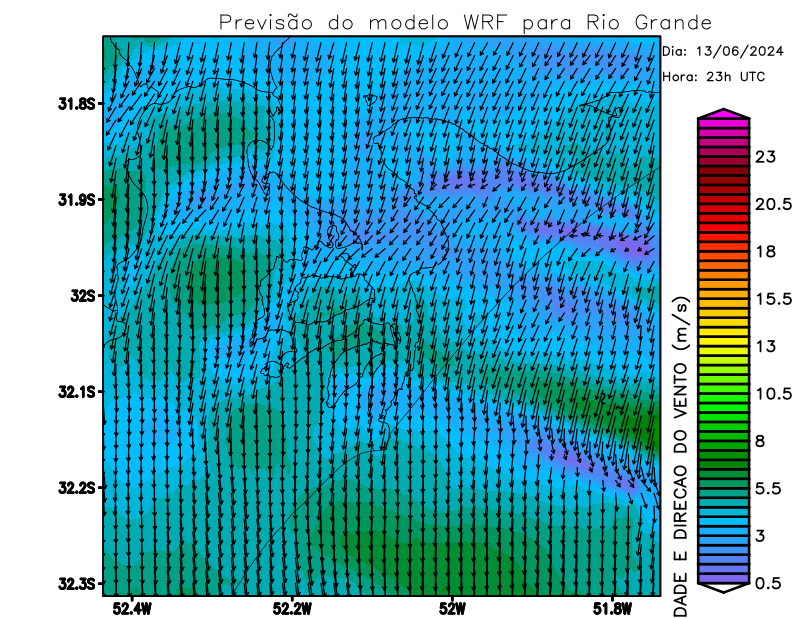 Previsão do modelo WRF para Rio Grande
Dia: 13/06/2024
Hora: 23h UTC
31.8S
31.9S
32S
32.1S
32.2S
32.3S
52.4W
52.2W
52W
51.8W
23
20.5
18
15.5
13
10.5
8
5.5
3
0.5
DADE E DIRECAO DO VENTO (m/s)